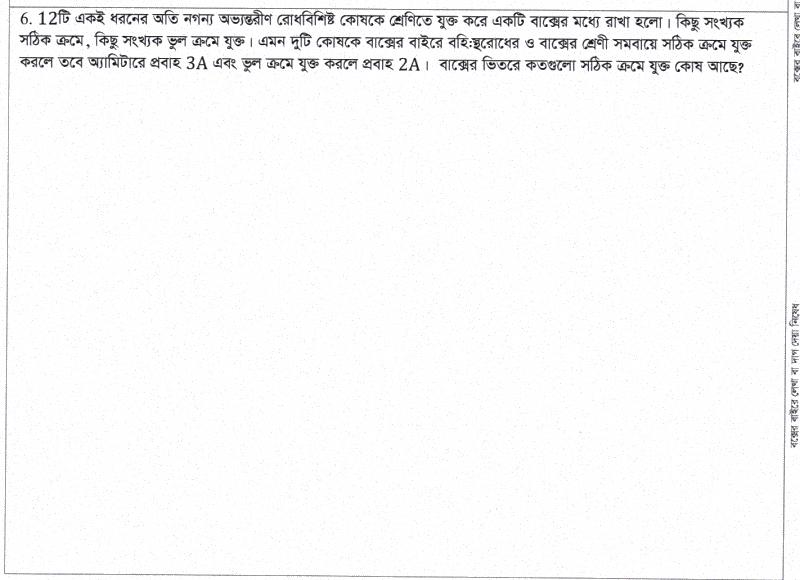 6. 12টি একই ধরনের অতি নগন্য অভ্যন্তরীণ রোধবিশিষ্ট কোষকে শ্রেণিতে যুক্ত করে একটি বাক্সের মধ্যে রাখা হলো। কিছু সংখ্যক
সঠিক ক্রমে, কিছু সংখ্যক ভুল ক্রমে যুক্ত। এমন দুটি কোষকে বাক্সের বাইরে বহি:স্থরোধের ও বাক্সের শ্রেণী সমবায়ে সঠিক ক্রমে যুক্ত
করলে তবে অ্যামিটারে প্রবাহ 3A এবং ভুল ক্রমে যুক্ত করলে প্রবাহ 2A। বাক্সের ভিতরে কতগুলো সঠিক ক্রমে যুক্ত কোষ আছে?
বক্সের বাইরে লেখা বা দাগ দেয়া নিষেধ
বক্সের বাইরে লেখা বা